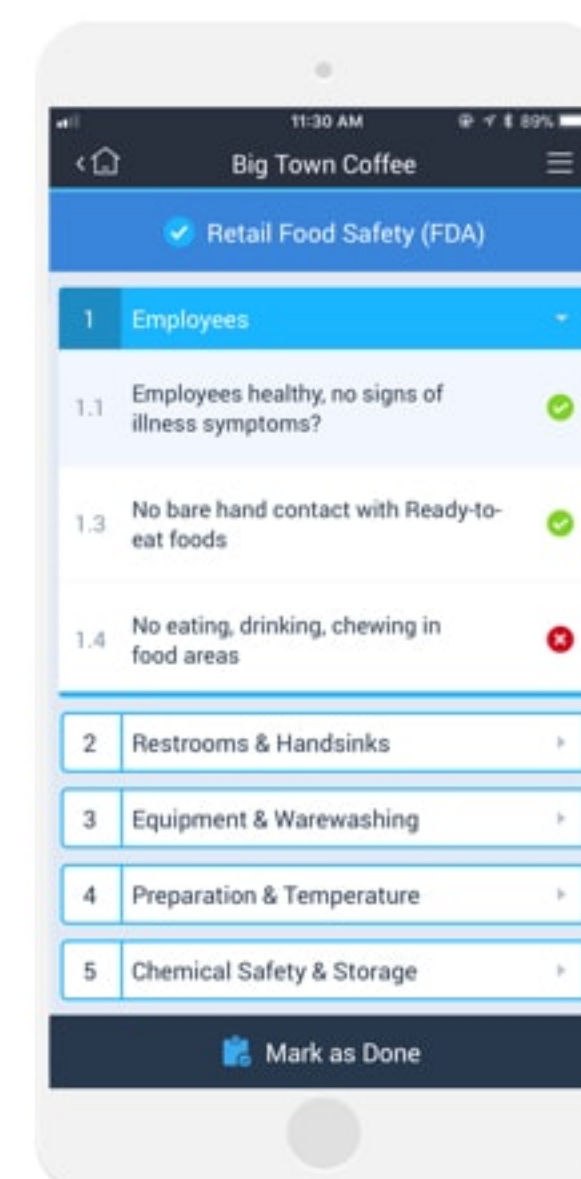 11:30 AM
89%
Big Town Coffee
Retail Food Safety (FDA)
1 Employees
1.1 Employees healthy, no signs of
illness symptoms?
1.3 No bare hand contact with Ready-to-
eat foods
1.4 No eating, drinking, chewing in
food areas
2 Restrooms & Handsinks
3 Equipment & Warewashing
4 Preparation & Temperature
5 Chemical Safety & Storage
Mark as Done